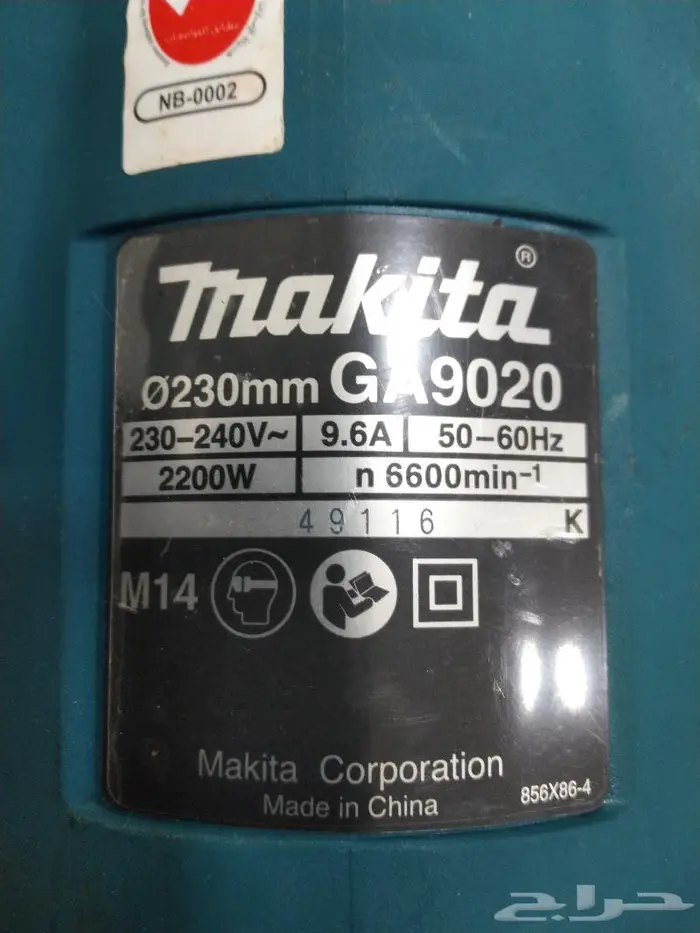 NB-0002
makita®
Ø230mm GA9020
230–240V~ 9.6A 50–60Hz
2200W n 6600min⁻¹
49116 K
M14
Makita Corporation
Made in China
856X86-4
حراج